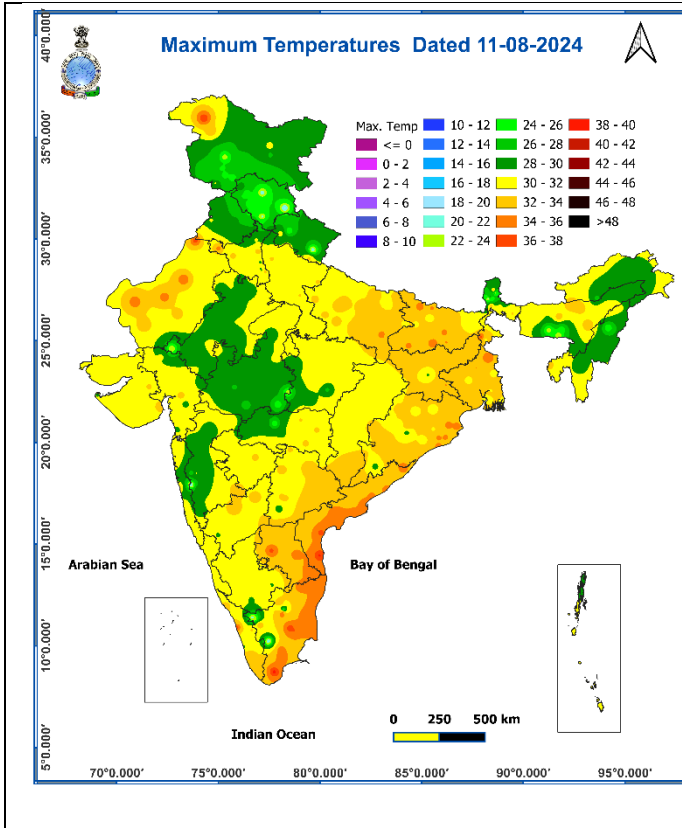 Maximum Temperatures Dated 11-08-2024
Max. Temp
<= 0
0 - 2
2 - 4
4 - 6
6 - 8
8 - 10
10 - 12
12 - 14
14 - 16
16 - 18
18 - 20
20 - 22
22 - 24
24 - 26
26 - 28
28 - 30
30 - 32
32 - 34
34 - 36
36 - 38
38 - 40
40 - 42
42 - 44
44 - 46
46 - 48
>48
40°0.000'
35°0.000'
30°0.000'
25°0.000'
20°0.000'
15°0.000'
10°0.000'
5°0.000'
Arabian Sea
Bay of Bengal
Indian Ocean
0 250 500 km
70°0.000' 75°0.000' 80°0.000' 85°0.000' 90°0.000' 95°0.000'